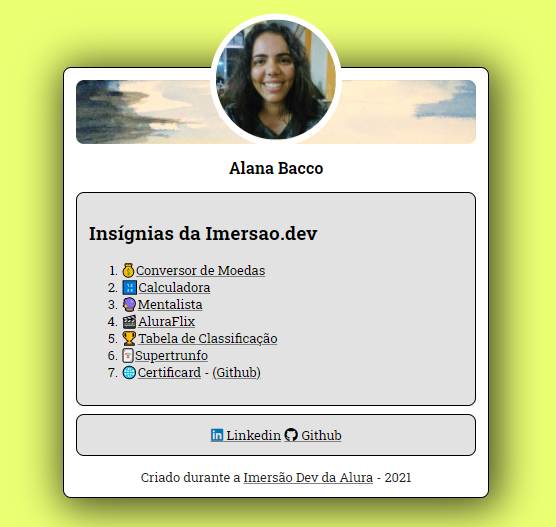 Alana Bacco
Insígnias da Imersao.dev
1. Conversor de Moedas
2. Calculadora
3. Mentalista
4. AluraFlix
5. Tabela de Classificação
6. Supertrunfo
7. Certificard - (Github)
Linkedin Github
Criado durante a Imersão Dev da Alura - 2021